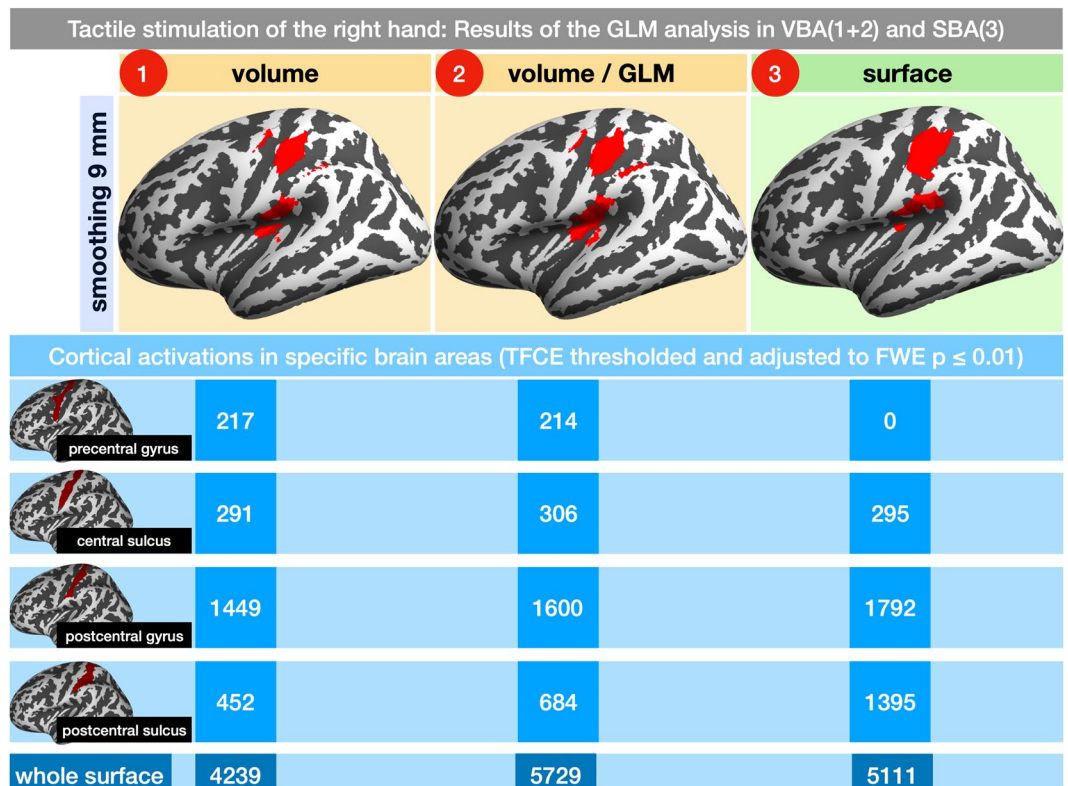 Tactile stimulation of the right hand: Results of the GLM analysis in VBA(1+2) and SBA(3)
1 volume 2 volume / GLM 3 surface
smoothing 9 mm
Cortical activations in specific brain areas (TFCE thresholded and adjusted to FWE p ≤ 0.01)
precentral gyrus 217 214 0
central sulcus 291 306 295
postcentral gyrus 1449 1600 1792
postcentral sulcus 452 684 1395
whole surface 4239 5729 5111